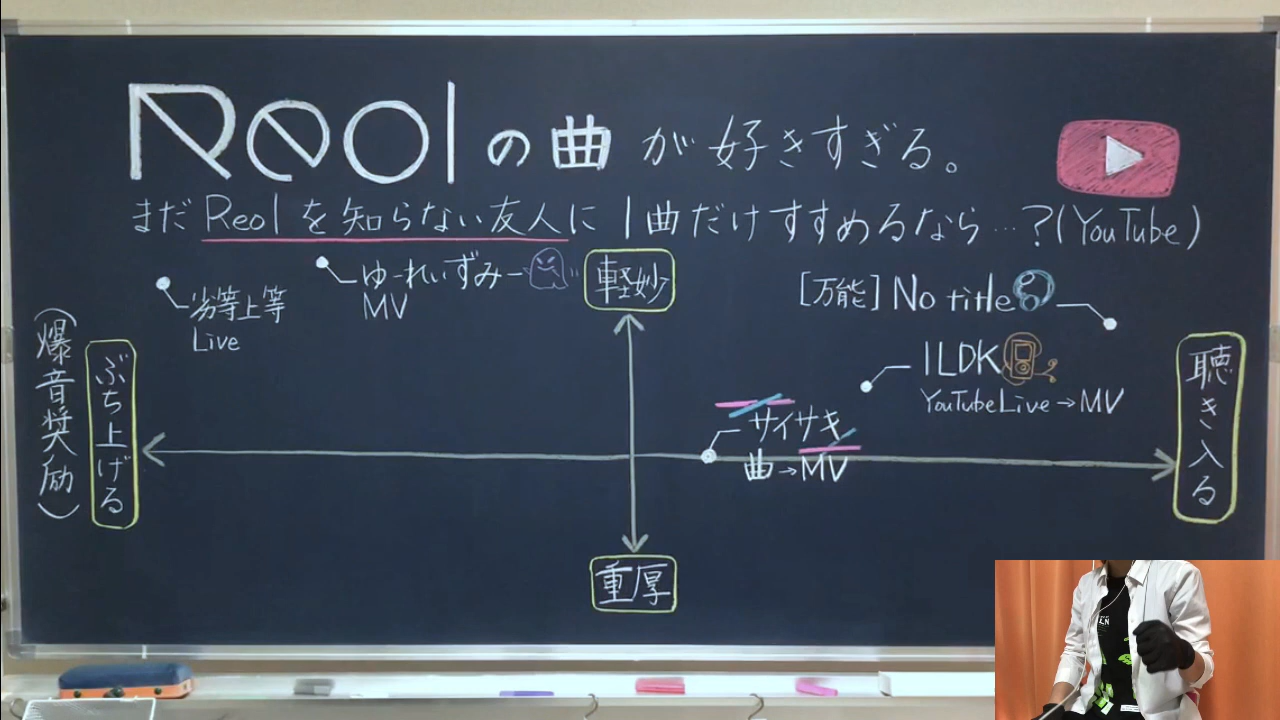 Reolの曲が好きすぎる。
まだReolを知らない友人に1曲だけすすめるなら…?(YouTube)
劣等上等
Live
ゆーれいずみー
MV
軽妙
[万能]No title
1LDK
YouTubeLive→MV
サイサキ
曲→MV
(爆音奨励)
ぶち上げる
聴き入る
重厚